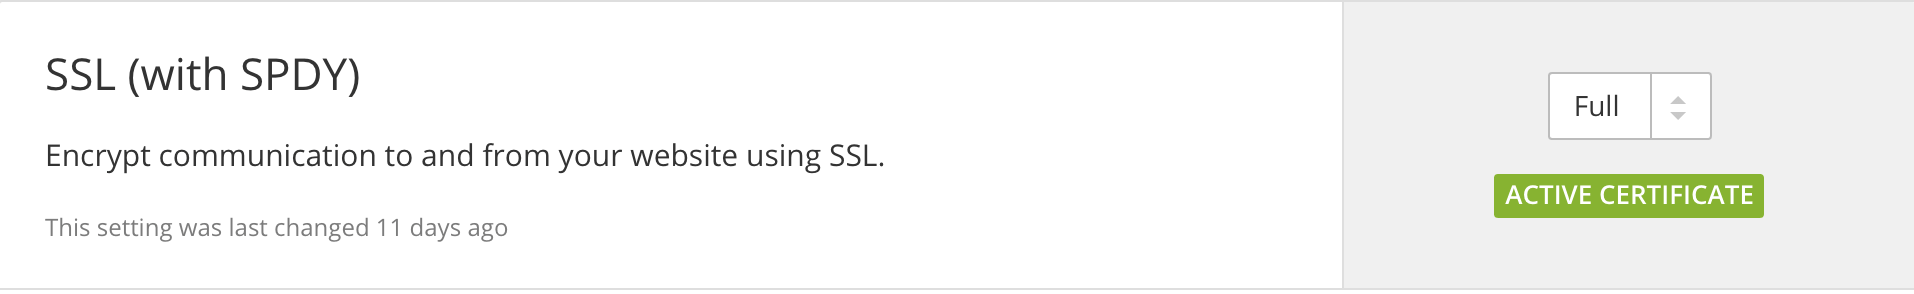 SSL (with SPDY)
Encrypt communication to and from your website using SSL.
This setting was last changed 11 days ago
Full
ACTIVE CERTIFICATE